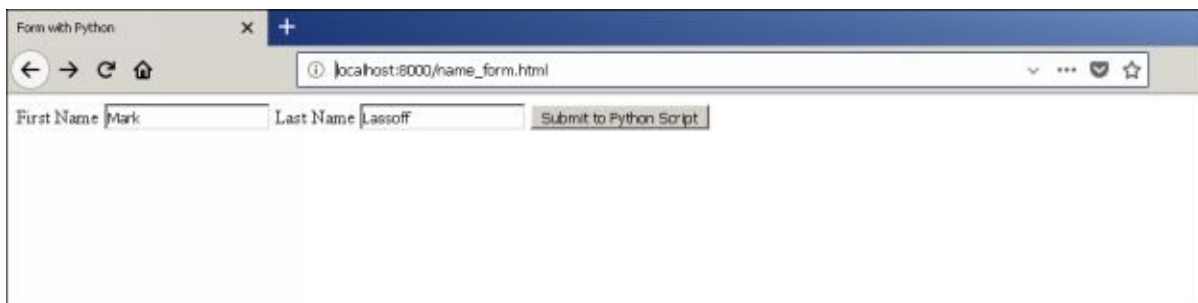 Form with Python
localhost:8000/name_form.html
First Name Mark Last Name Lassoff Submit to Python Script